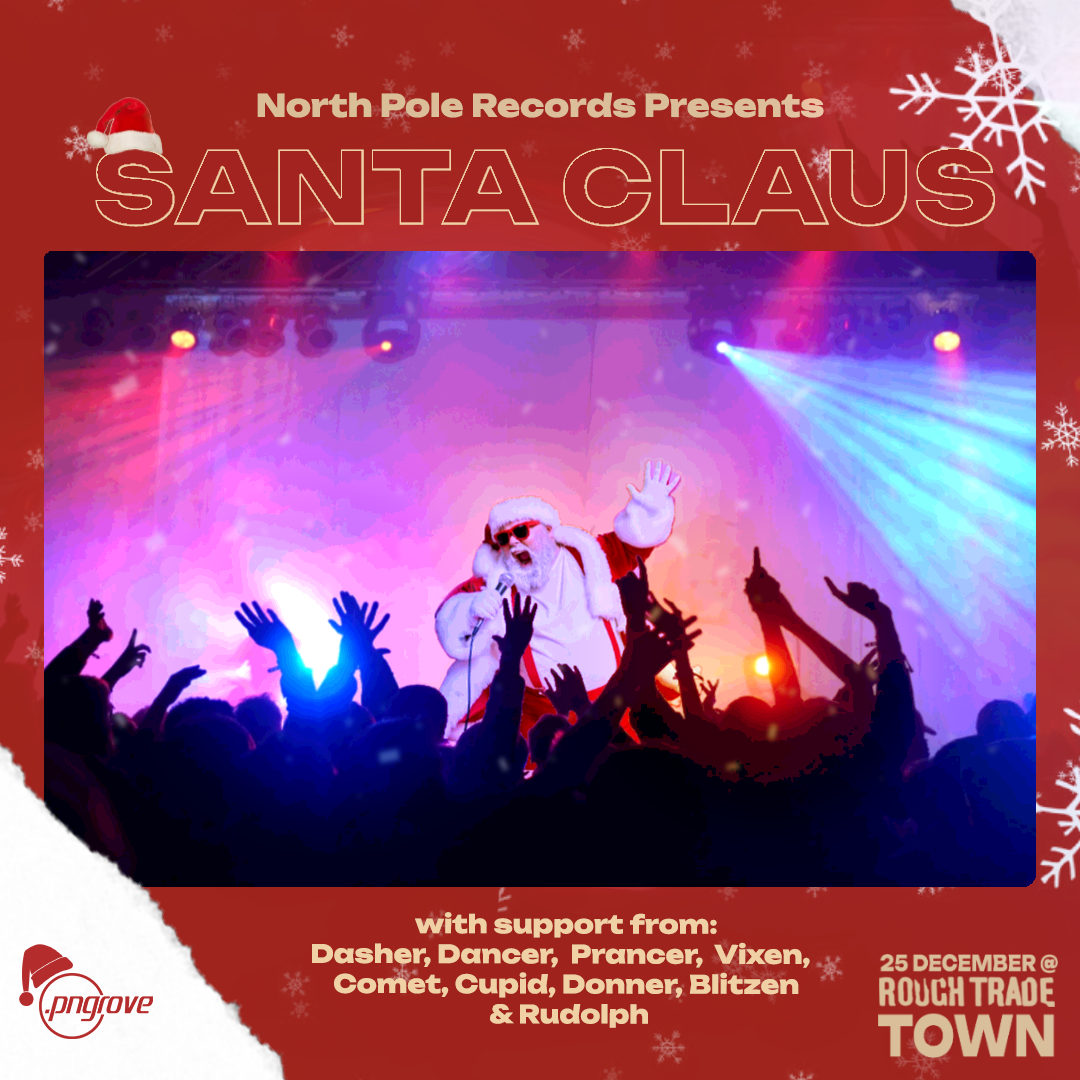 North Pole Records Presents
SANTA CLAUS
with support from:
Dasher, Dancer, Prancer, Vixen,
Comet, Cupid, Donner, Blitzen
& Rudolph
.pngrove
25 DECEMBER @
ROUGH TRADE
TOWN